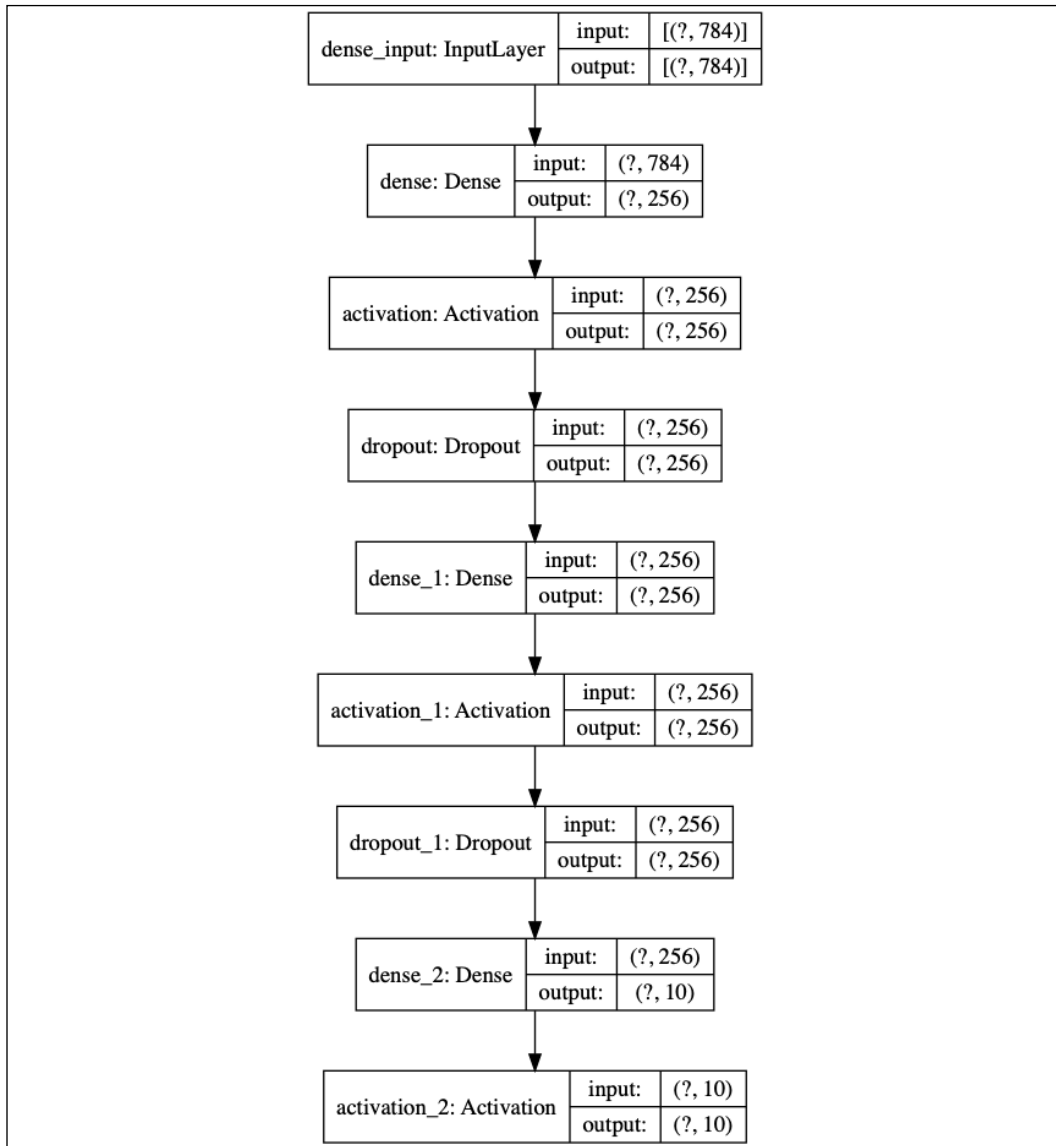 dense_input: InputLayer
input: [(?, 784)]
output: [(?, 784)]
dense: Dense
input: (?, 784)
output: (?, 256)
activation: Activation
input: (?, 256)
output: (?, 256)
dropout: Dropout
input: (?, 256)
output: (?, 256)
dense_1: Dense
input: (?, 256)
output: (?, 256)
activation_1: Activation
input: (?, 256)
output: (?, 256)
dropout_1: Dropout
input: (?, 256)
output: (?, 256)
dense_2: Dense
input: (?, 256)
output: (?, 10)
activation_2: Activation
input: (?, 10)
output: (?, 10)